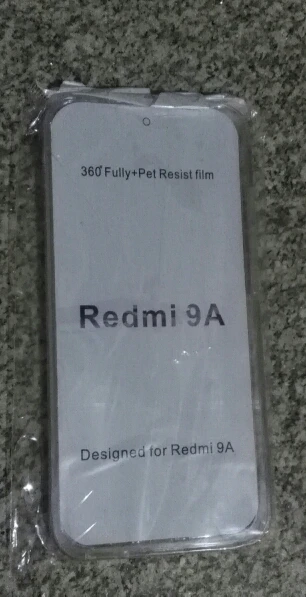 360°Fully+Pet Resist film
Redmi 9A
Designed for Redmi 9A